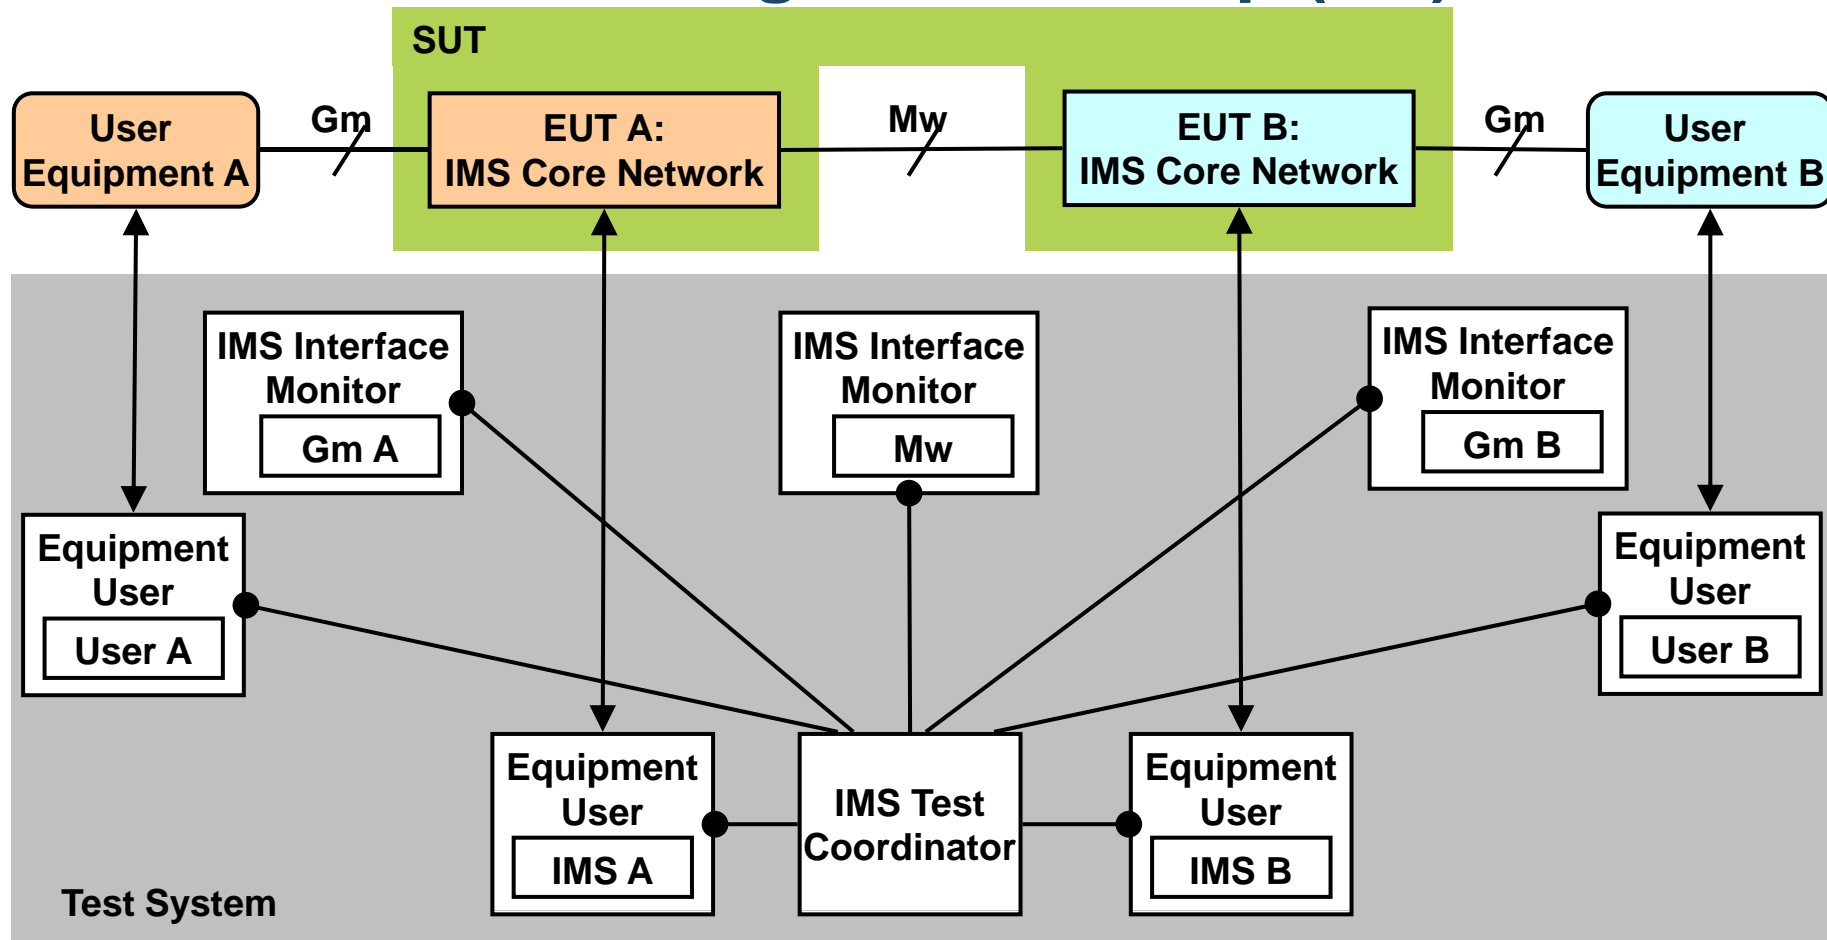 SUT
User
Equipment A
Gm
EUT A:
IMS Core Network
Mw
EUT B:
IMS Core Network
Gm
User
Equipment B
IMS Interface
Monitor
Gm A
IMS Interface
Monitor
Mw
IMS Interface
Monitor
Gm B
Equipment
User
User A
Equipment
User
User B
Equipment
User
IMS A
IMS Test
Coordinator
Equipment
User
IMS B
Test System